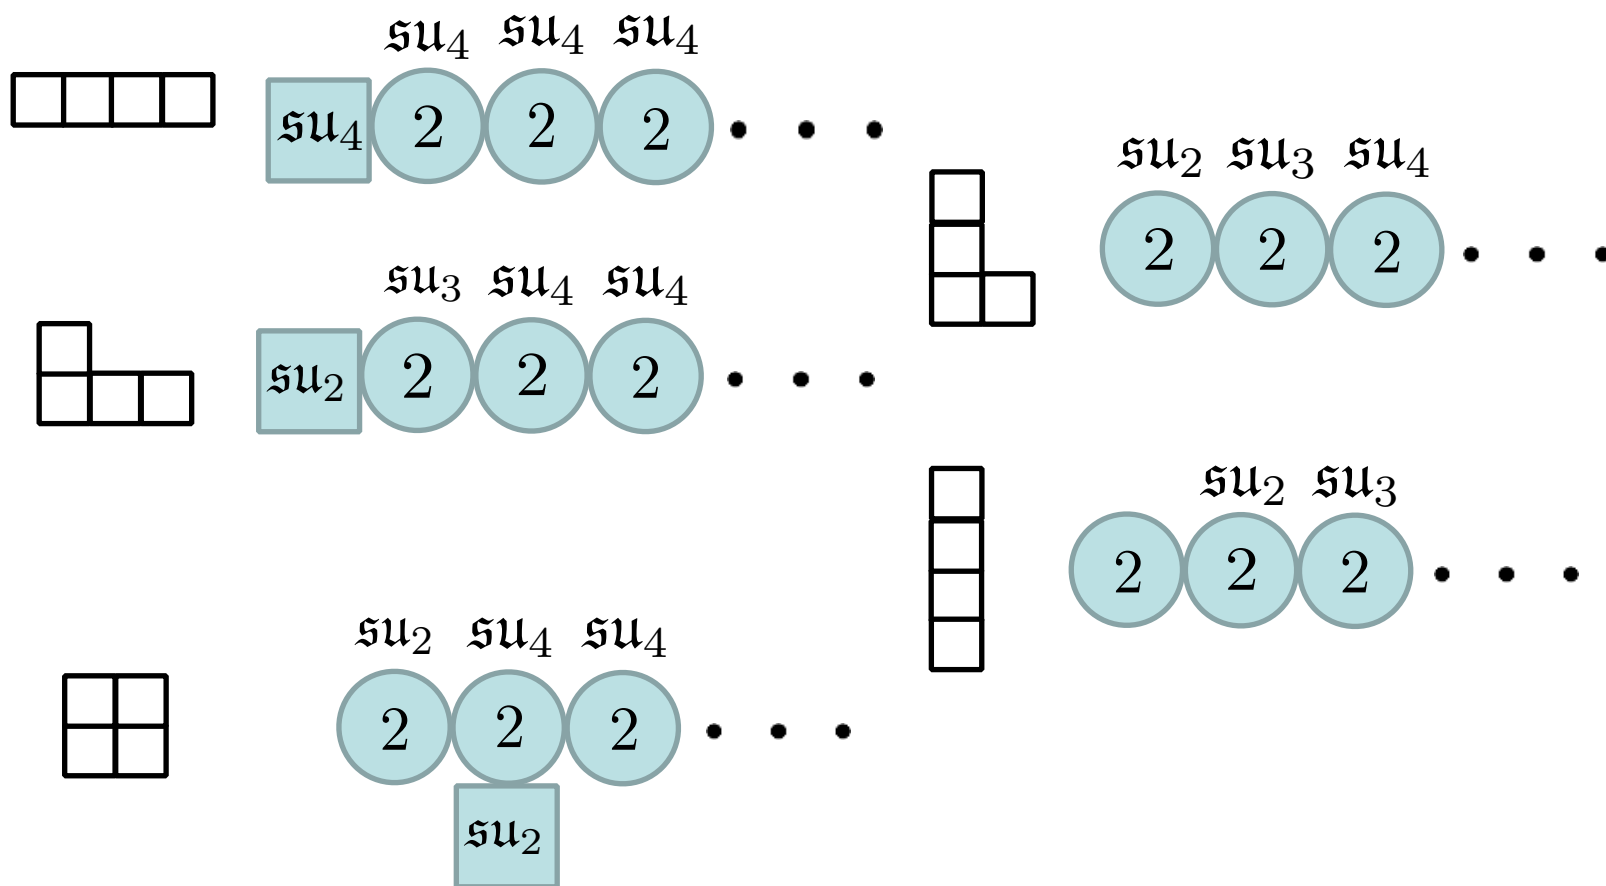 𝔰𝔲₄ 𝔰𝔲₄ 𝔰𝔲₄
𝔰𝔲₄ 2 2 2 . . .
𝔰𝔲₃ 𝔰𝔲₄ 𝔰𝔲₄
𝔰𝔲₂ 2 2 2 . . .
𝔰𝔲₂ 𝔰𝔲₄ 𝔰𝔲₄
2 2 2 . . .
𝔰𝔲₂
𝔰𝔲₂ 𝔰𝔲₃ 𝔰𝔲₄
2 2 2 . . .
𝔰𝔲₂ 𝔰𝔲₃
2 2 2 . . .